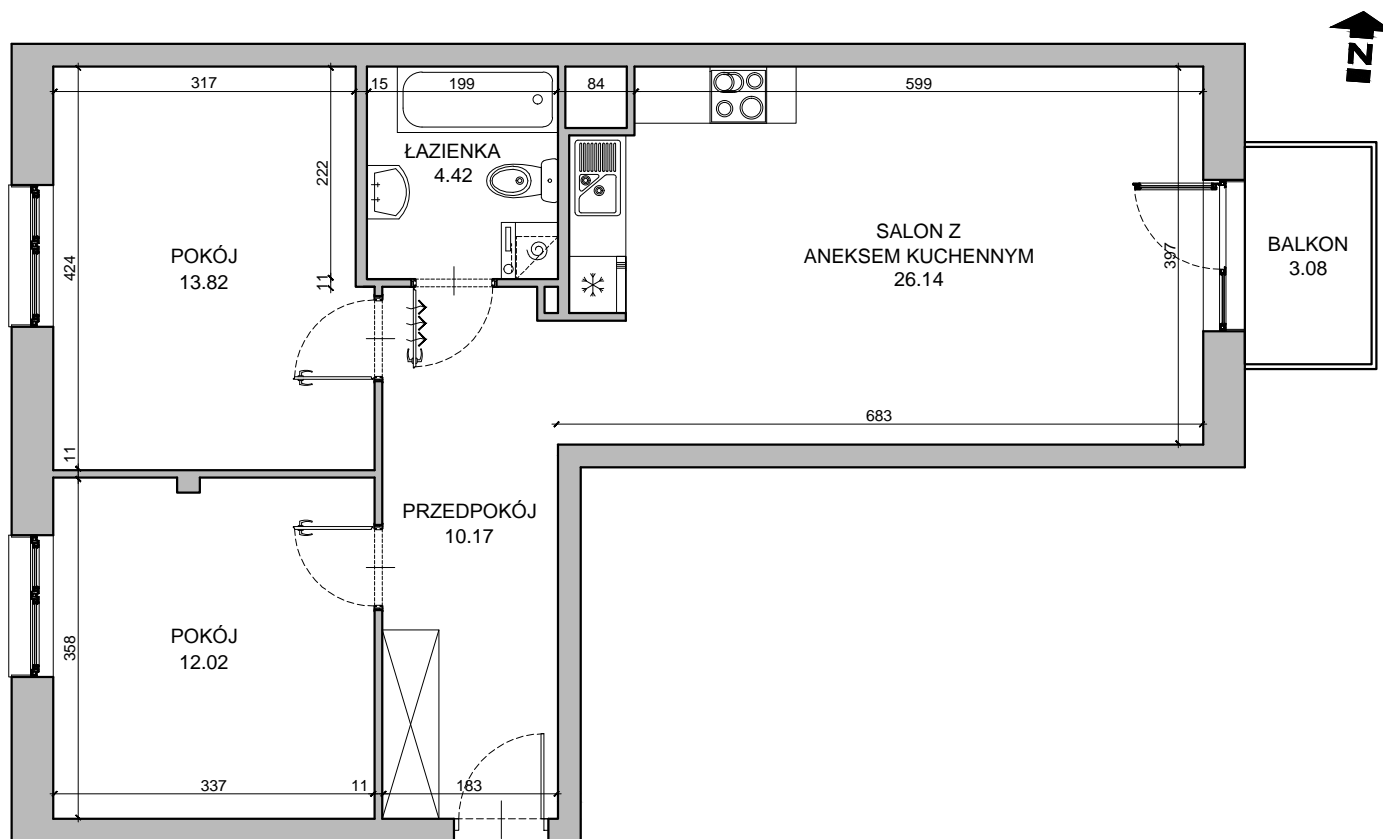 N
317
15
199
84
599
ŁAZIENKA
4.42
222
424
POKÓJ
13.82
11
SALON Z
ANEKSEM KUCHENNYM
26.14
397
BALKON
3.08
683
11
PRZEDPOKÓJ
10.17
358
POKÓJ
12.02
337
11
183